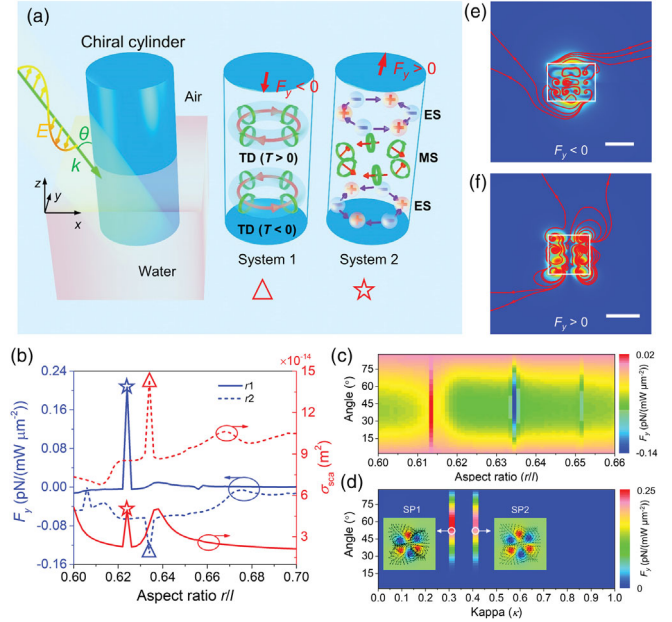 (a)
Chiral cylinder
Air
E
θ
k
z
y
x
Water
F_y < 0
TD (T > 0)
TD (T < 0)
System 1
F_y > 0
ES
MS
ES
System 2
(e)
F_y < 0
(f)
F_y > 0
(b)
×10⁻¹⁴
r1
r2
0.24
0.16
0.08
0.00
-0.08
-0.16
F_y (pN/(mW μm⁻²))
15
12
9
6
3
σ_sca (m²)
0.60 0.62 0.64 0.66 0.68 0.70
Aspect ratio r/l
(c)
Angle (°)
75
60
45
30
15
0.60 0.61 0.62 0.63 0.64 0.65 0.66
Aspect ratio (r/l)
0.02
-0.14
F_y (pN/(mW μm⁻²))
(d)
Angle (°)
75
60
45
30
15
0
SP1
SP2
0.0 0.1 0.2 0.3 0.4 0.5 0.6 0.7 0.8 0.9 1.0
Kappa (κ)
0.25
0
F_y (pN/(mW μm⁻²))